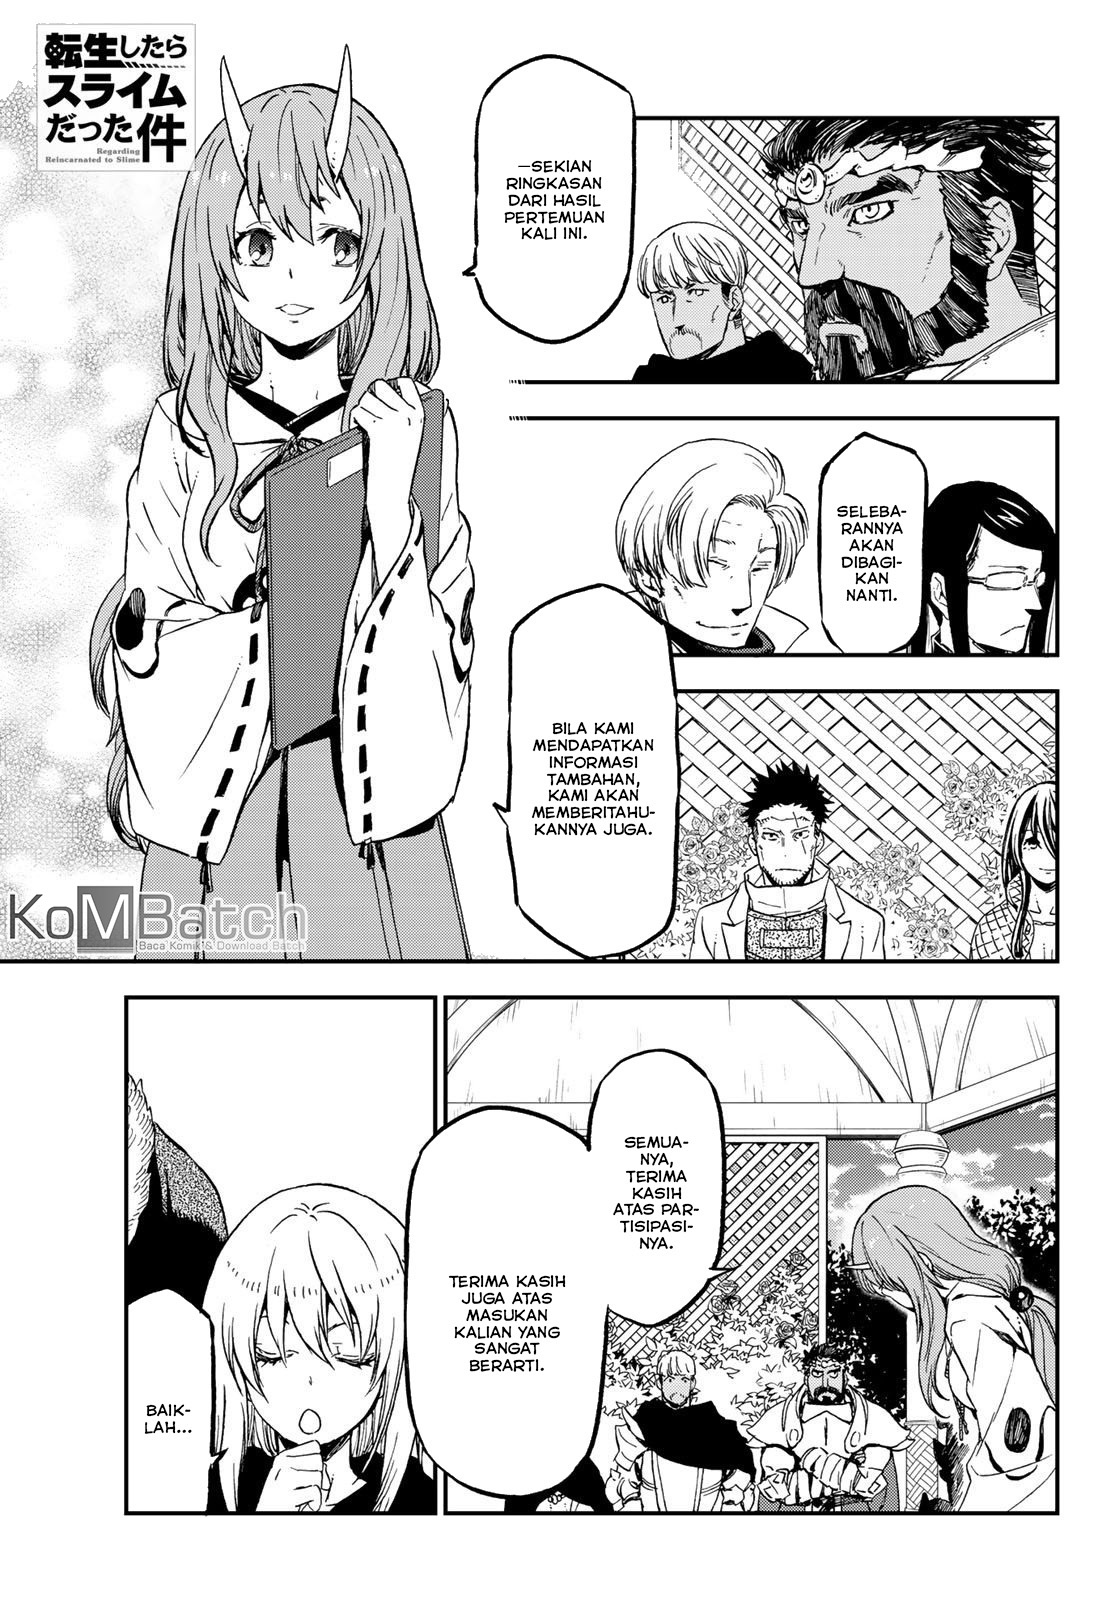 転生したら
スライム
だった件
Regarding
Reincarnated to Slime
—SEKIAN
RINGKASAN
DARI HASIL
PERTEMUAN
KALI INI.
SELEBA-
RANNYA
AKAN
DIBAGI-
KAN
NANTI.
BILA KAMI
MENDAPATKAN
INFORMASI
TAMBAHAN,
KAMI AKAN
MEMBERITAHU-
KANNYA JUGA.
KoMBatch
Baca Komik & Download Batch
SEMUA-
NYA,
TERIMA
KASIH
ATAS PAR-
TISIPASI-
NYA.
TERIMA KASIH
JUGA ATAS
MASUKAN
KALIAN YANG
SANGAT
BERARTI.
BAIK-
LAH...